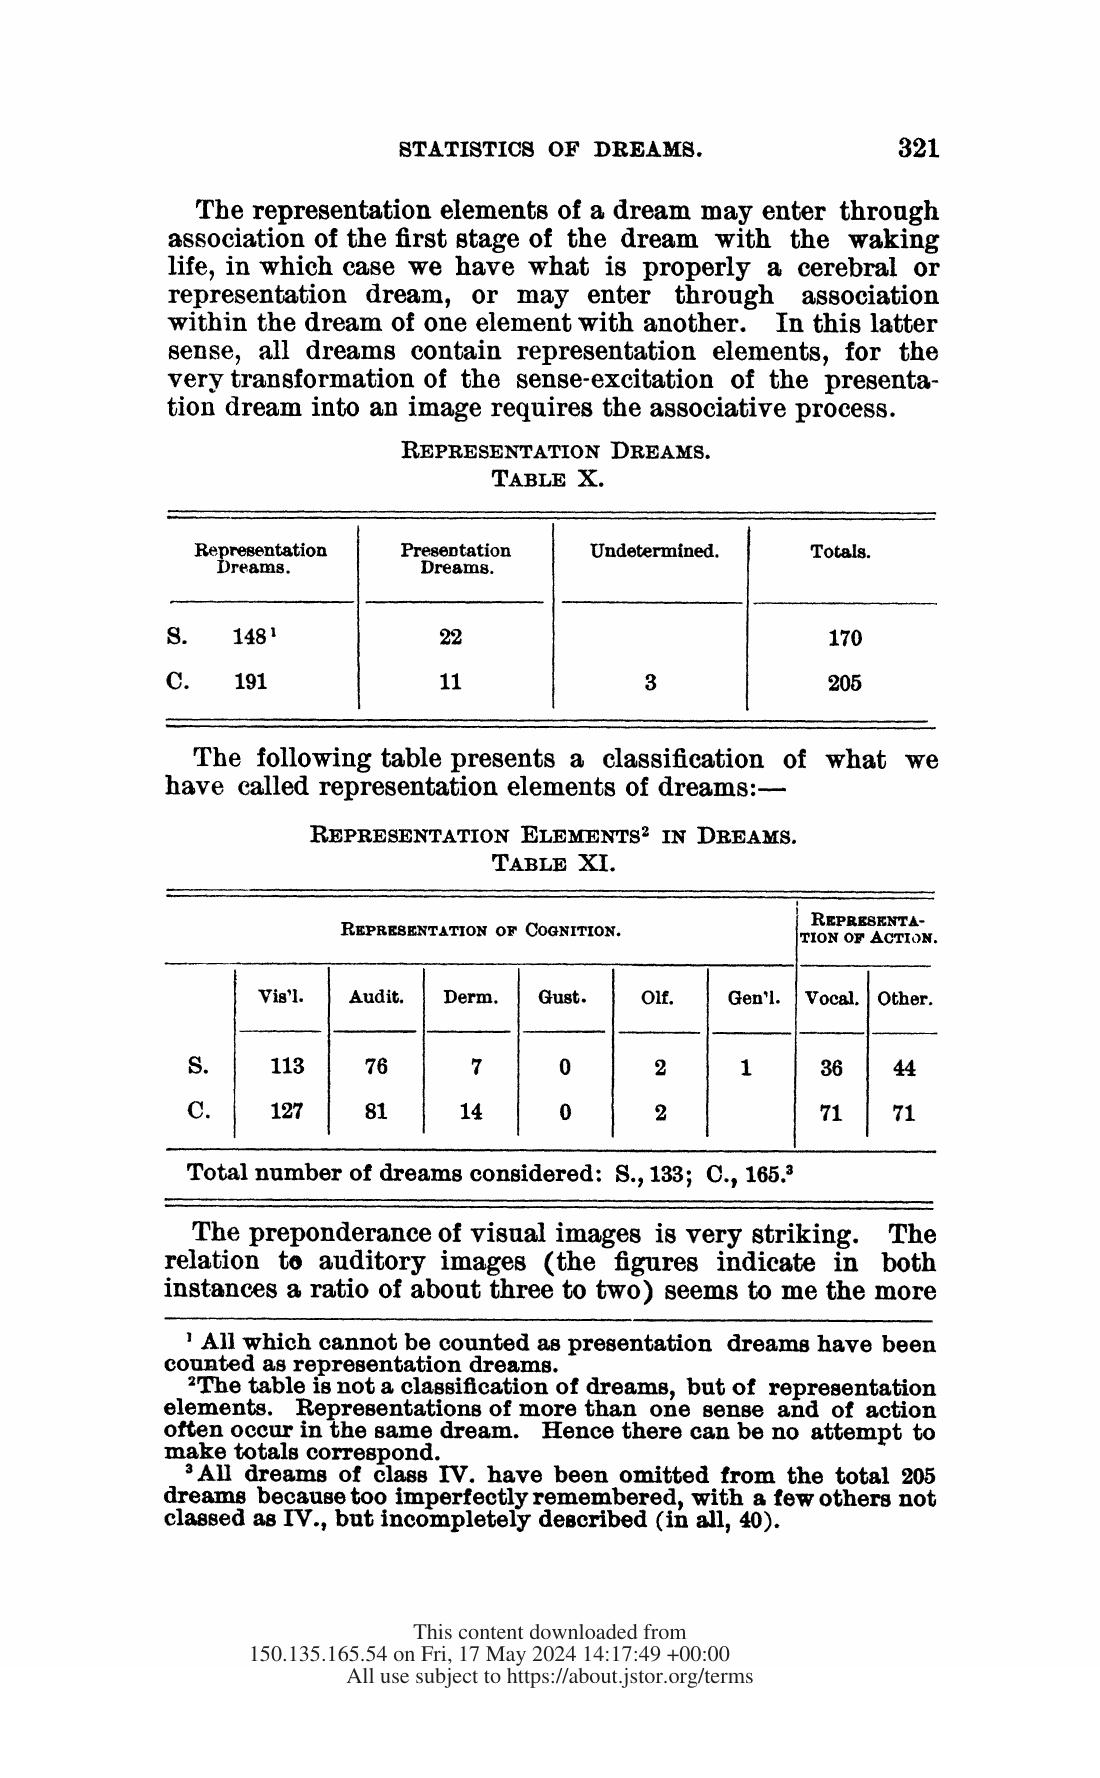 STATISTICS OF DREAMS. 321
The representation elements of a dream may enter through
association of the first stage of the dream with the waking
life, in which case we have what is properly a cerebral or
representation dream, or may enter through association
within the dream of one element with another. In this latter
sense, all dreams contain representation elements, for the
very transformation of the sense-excitation of the presenta-
tion dream into an image requires the associative process.
REPRESENTATION DREAMS.
TABLE X.
Representation Dreams. Presentation Dreams. Undetermined. Totals.
S. 148¹ 22 170
C. 191 11 3 205
The following table presents a classification of what we
have called representation elements of dreams:—
REPRESENTATION ELEMENTS² IN DREAMS.
TABLE XI.
REPRESENTATION OF COGNITION. REPRESENTA-
TION OF ACTION.
Vis'l. Audit. Derm. Gust. Olf. Gen'l. Vocal. Other.
S. 113 76 7 0 2 1 36 44
C. 127 81 14 0 2 71 71
Total number of dreams considered: S., 133; C., 165.³
The preponderance of visual images is very striking. The
relation to auditory images (the figures indicate in both
instances a ratio of about three to two) seems to me the more
¹ All which cannot be counted as presentation dreams have been
counted as representation dreams.
²The table is not a classification of dreams, but of representation
elements. Representations of more than one sense and of action
often occur in the same dream. Hence there can be no attempt to
make totals correspond.
³All dreams of class IV. have been omitted from the total 205
dreams because too imperfectly remembered, with a few others not
classed as IV., but incompletely described (in all, 40).
This content downloaded from
150.135.165.54 on Fri, 17 May 2024 14:17:49 +00:00
All use subject to https://about.jstor.org/terms